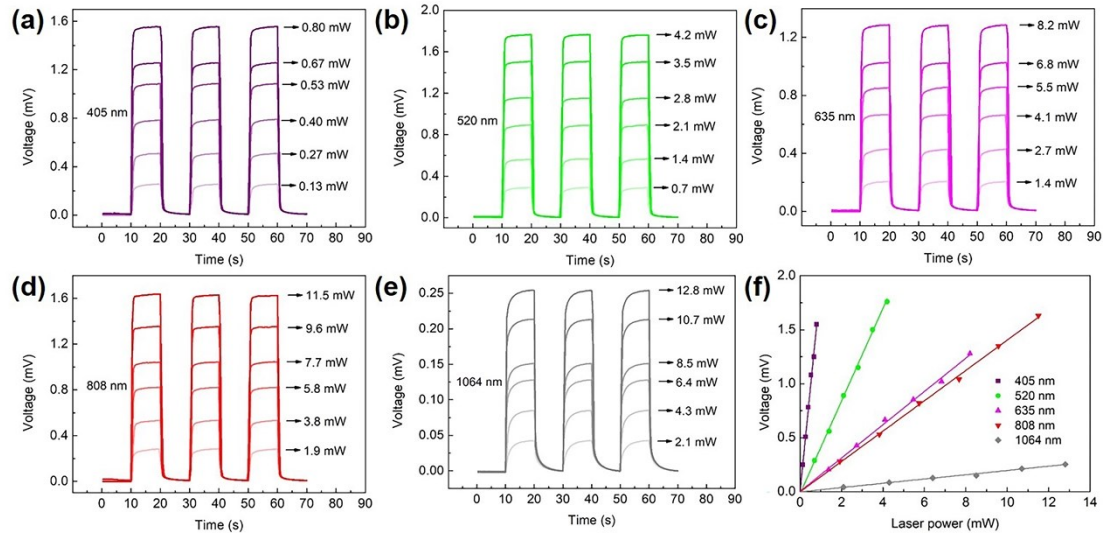 (a)
Voltage (mV)
1.6
1.2
0.8
0.4
0.0
405 nm
0.80 mW
0.67 mW
0.53 mW
0.40 mW
0.27 mW
0.13 mW
0 10 20 30 40 50 60 70 80 90
Time (s)
(b)
Voltage (mV)
2.0
1.6
1.2
0.8
0.4
0.0
520 nm
4.2 mW
3.5 mW
2.8 mW
2.1 mW
1.4 mW
0.7 mW
0 10 20 30 40 50 60 70 80 90
Time (s)
(c)
Voltage (mV)
1.2
0.8
0.4
0.0
635 nm
8.2 mW
6.8 mW
5.5 mW
4.1 mW
2.7 mW
1.4 mW
0 10 20 30 40 50 60 70 80 90
Time (s)
(d)
Voltage (mV)
1.6
1.2
0.8
0.4
0.0
808 nm
11.5 mW
9.6 mW
7.7 mW
5.8 mW
3.8 mW
1.9 mW
0 10 20 30 40 50 60 70 80 90
Time (s)
(e)
Voltage (mV)
0.25
0.20
0.15
0.10
0.05
0.00
1064 nm
12.8 mW
10.7 mW
8.5 mW
6.4 mW
4.3 mW
2.1 mW
0 10 20 30 40 50 60 70 80 90
Time (s)
(f)
Voltage (mV)
2.0
1.5
1.0
0.5
0.0
405 nm
520 nm
635 nm
808 nm
1064 nm
0 2 4 6 8 10 12 14
Laser power (mW)